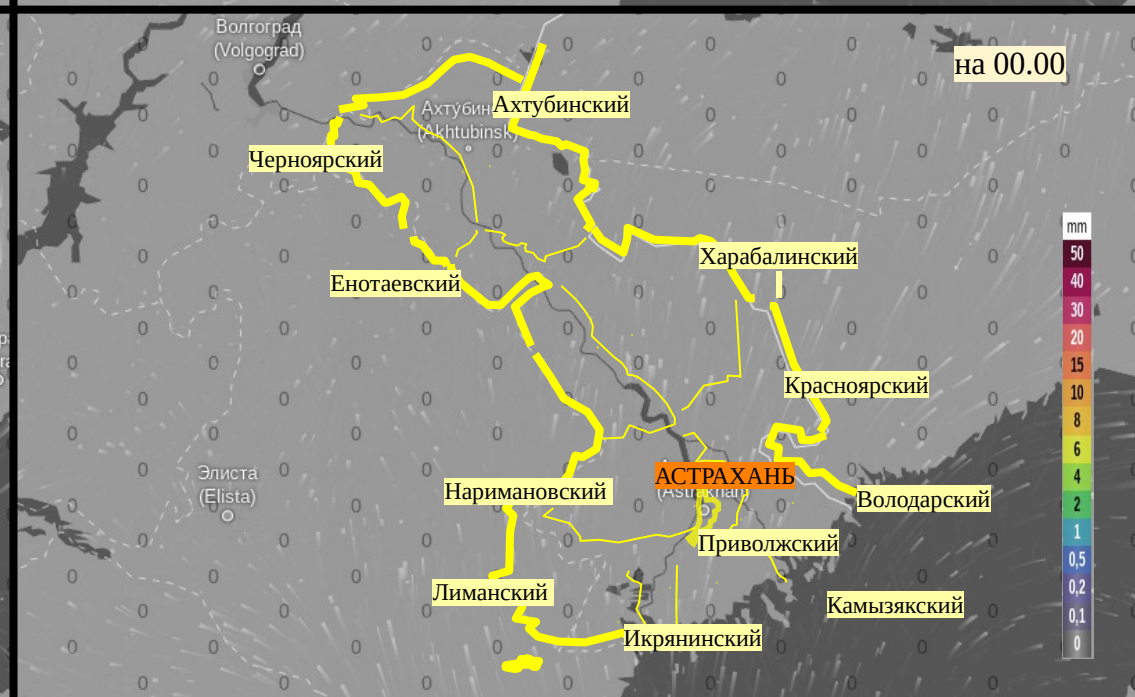 Волгоград
(Volgograd)
на 00.00
Ахтубин
Ахтубинский
(Akhtubinsk)
Черноярский
Харабалинский
Енотаевский
mm
50
40
30
20
15
10
8
6
4
2
1
0,5
0,2
0,1
0
Красноярский
Элиста
(Elista)
АСТРАХАНЬ
(Astrakhan)
Наримановский
Володарский
Приволжский
Лиманский
Камызякский
Икрянинский